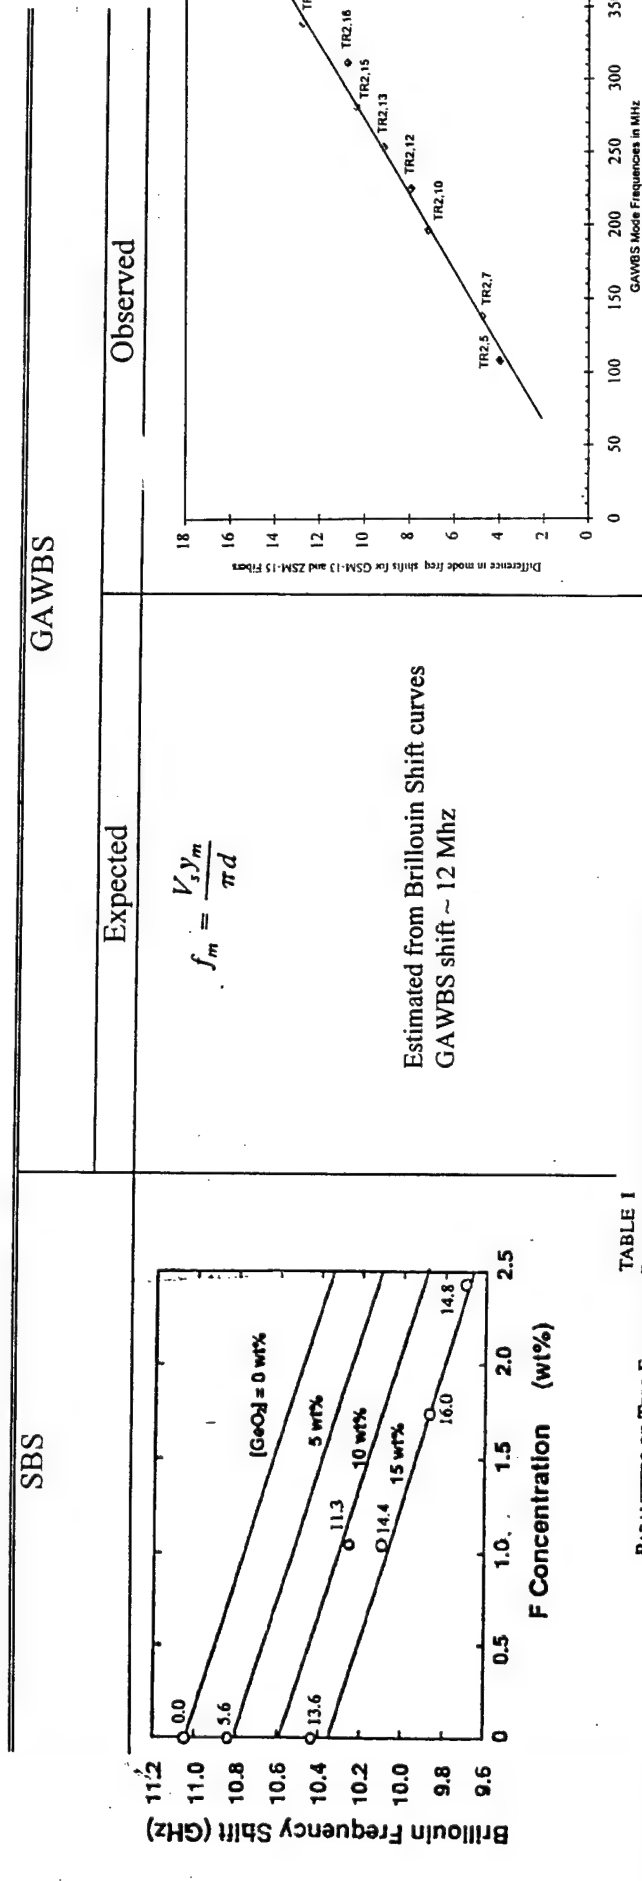 SBS
GAWBS
Expected
Observed
Brillouin Frequency Shift (GHz)
11.2
11.0
10.8
10.6
10.4
10.2
10.0
9.8
9.6
0.0
5.6
13.6
11.3
14.4
16.0
14.8
[GeO2] = 0 wt%
5 wt%
10 wt%
15 wt%
0
0.5
1.0
1.5
2.0
2.5
F Concentration (wt%)
f_m = V_s y_m / π d
Estimated from Brillouin Shift curves
GAWBS shift ~ 12 Mhz
Difference in mode freq. shifts for GSM-13 and ZSM-15 Fibers
18
16
14
12
10
8
6
4
2
0
TR2,5
TR2,7
TR2,10
TR2,12
TR2,13
TR2,15
TR2,16
0
50
100
150
200
250
300
GAWBS Mode Frequencies in MHz
TABLE I